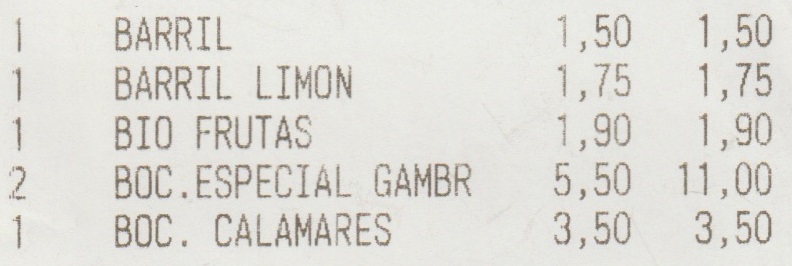 1 BARRIL 1,50 1,50
1 BARRIL LIMON 1,75 1,75
1 BIO FRUTAS 1,90 1,90
2 BOC.ESPECIAL GAMBR 5,50 11,00
1 BOC. CALAMARES 3,50 3,50